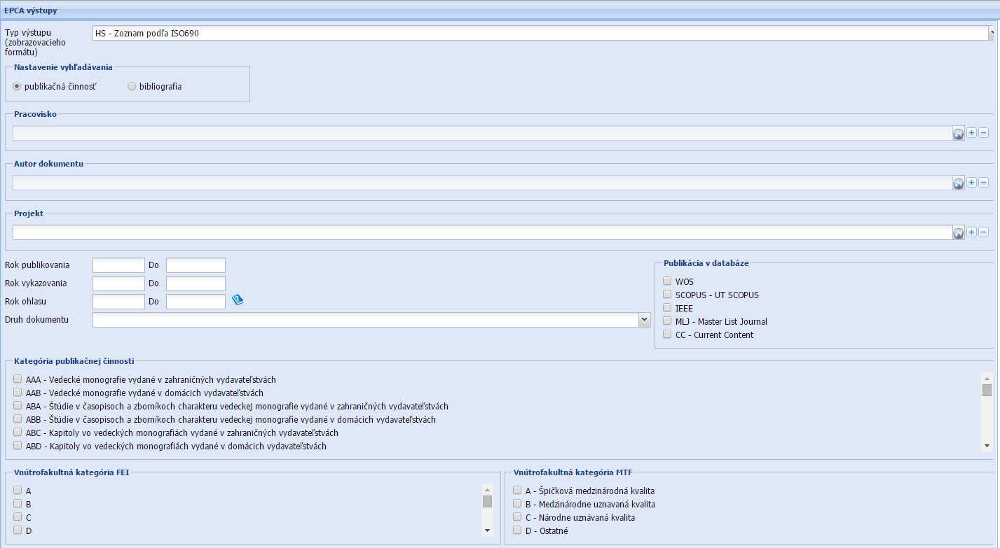 EPCA výstupy
Typ výstupu
(zobrazovacieho
formátu)
HS - Zoznam podľa ISO690
Nastavenie vyhľadávania
publikačná činnosť bibliografia
Pracovisko
Autor dokumentu
Projekt
Rok publikovania Do
Rok vykazovania Do
Rok ohlasu Do
Druh dokumentu
Publikácia v databáze
WOS
SCOPUS - UT SCOPUS
IEEE
MLJ - Master List Journal
CC - Current Content
Kategória publikačnej činnosti
AAA - Vedecké monografie vydané v zahraničných vydavateľstvách
AAB - Vedecké monografie vydané v domácich vydavateľstvách
ABA - Štúdie v časopisoch a zborníkoch charakteru vedeckej monografie vydané v zahraničných vydavateľstvách
ABB - Štúdie v časopisoch a zborníkoch charakteru vedeckej monografie vydané v domácich vydavateľstvách
ABC - Kapitoly vo vedeckých monografiách vydané v zahraničných vydavateľstvách
ABD - Kapitoly vo vedeckých monografiách vydané v domácich vydavateľstvách
Vnútrofakultná kategória FEI
A
B
C
D
Vnútrofakultná kategória MTF
A - Špičková medzinárodná kvalita
B - Medzinárodne uznavaná kvalita
C - Národne uznávaná kvalita
D - Ostatné